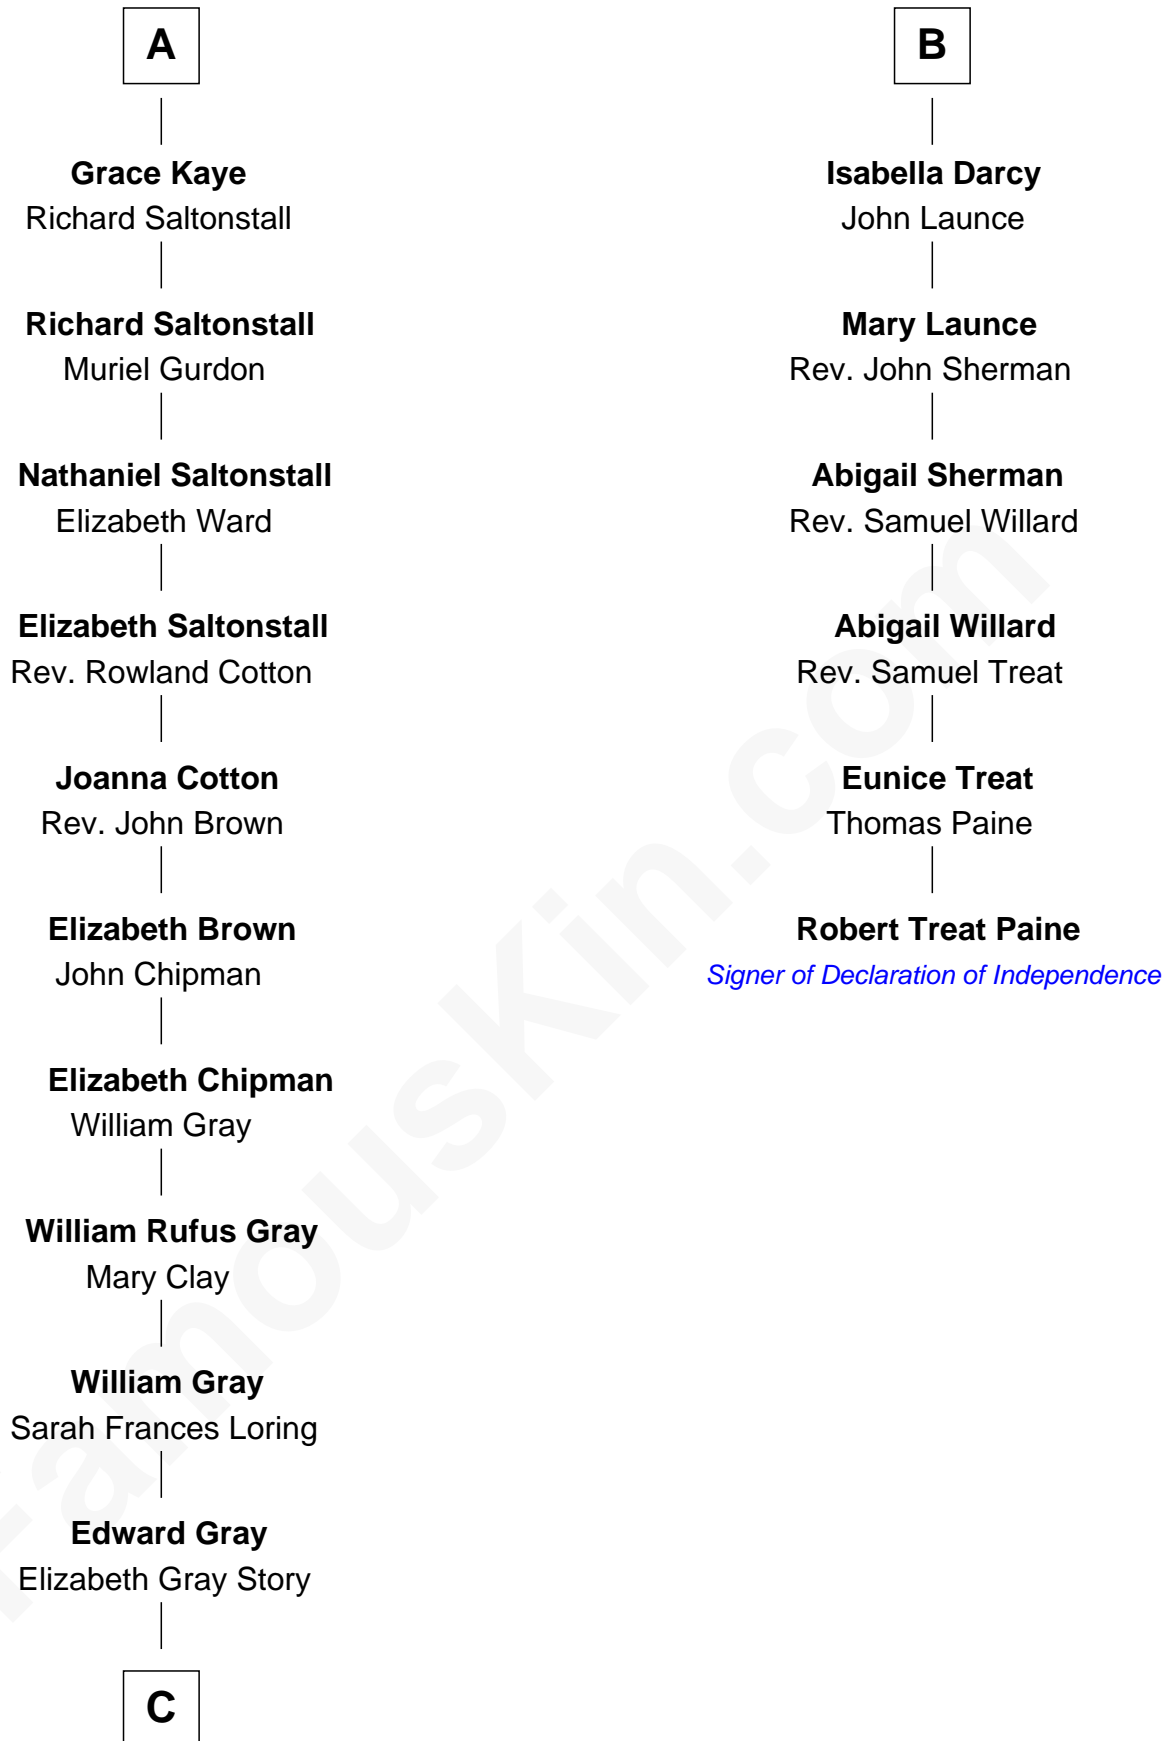 A
Grace Kaye
Richard Saltonstall
Richard Saltonstall
Muriel Gurdon
Nathaniel Saltonstall
Elizabeth Ward
Elizabeth Saltonstall
Rev. Rowland Cotton
Joanna Cotton
Rev. John Brown
Elizabeth Brown
John Chipman
Elizabeth Chipman
William Gray
William Rufus Gray
Mary Clay
William Gray
Sarah Frances Loring
Edward Gray
Elizabeth Gray Story
C
B
Isabella Darcy
John Launce
Mary Launce
Rev. John Sherman
Abigail Sherman
Rev. Samuel Willard
Abigail Willard
Rev. Samuel Treat
Eunice Treat
Thomas Paine
Robert Treat Paine
Signer of Declaration of Independence
FamousKin.com